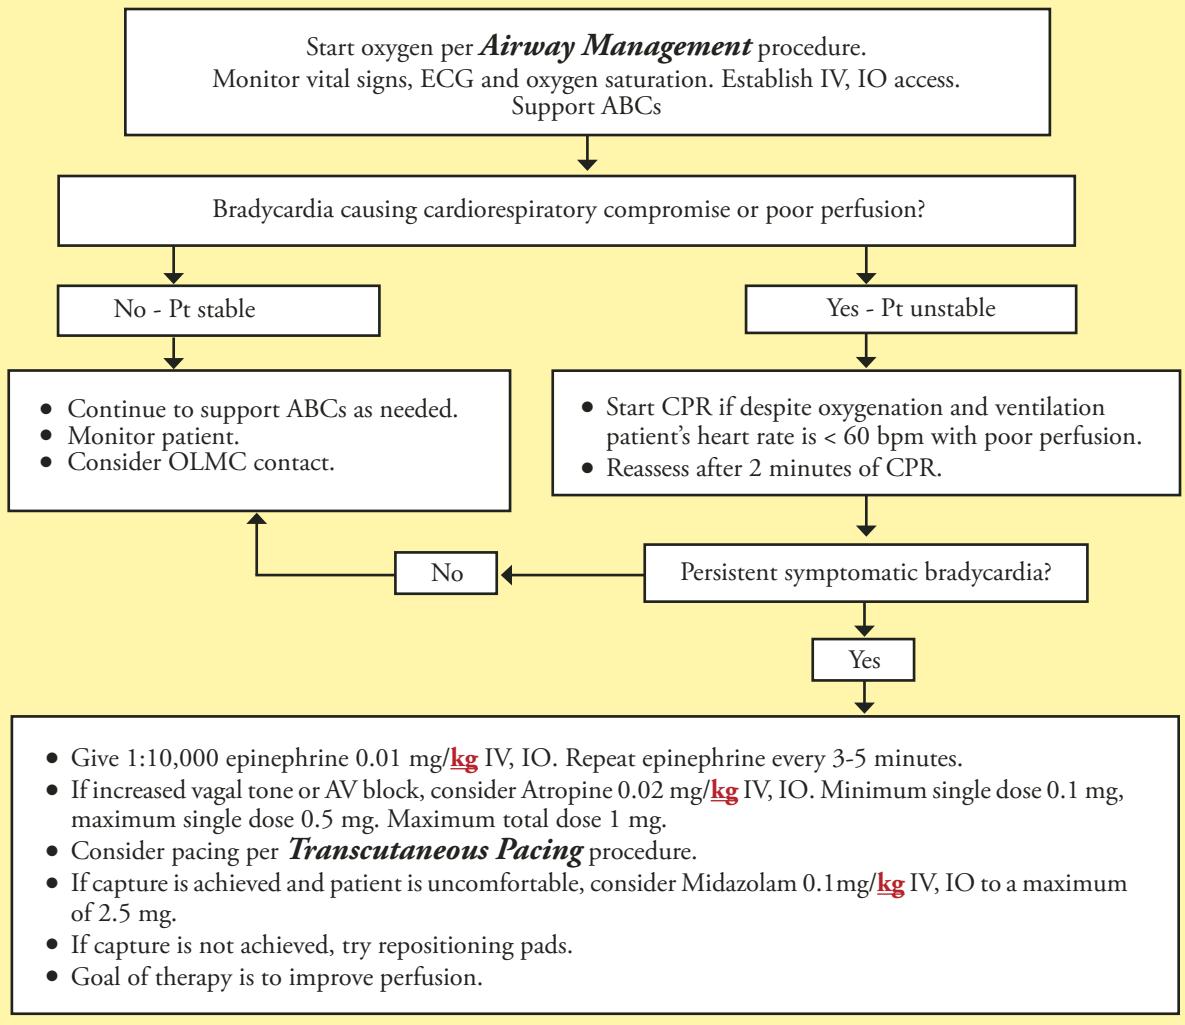 Start oxygen per Airway Management procedure.
Monitor vital signs, ECG and oxygen saturation. Establish IV, IO access.
Support ABCs
Bradycardia causing cardiorespiratory compromise or poor perfusion?
No - Pt stable
Yes - Pt unstable
• Continue to support ABCs as needed.
• Monitor patient.
• Consider OLMC contact.
• Start CPR if despite oxygenation and ventilation
patient's heart rate is < 60 bpm with poor perfusion.
• Reassess after 2 minutes of CPR.
Persistent symptomatic bradycardia?
No
Yes
• Give 1:10,000 epinephrine 0.01 mg/kg IV, IO. Repeat epinephrine every 3-5 minutes.
• If increased vagal tone or AV block, consider Atropine 0.02 mg/kg IV, IO. Minimum single dose 0.1 mg,
maximum single dose 0.5 mg. Maximum total dose 1 mg.
• Consider pacing per Transcutaneous Pacing procedure.
• If capture is achieved and patient is uncomfortable, consider Midazolam 0.1mg/kg IV, IO to a maximum
of 2.5 mg.
• If capture is not achieved, try repositioning pads.
• Goal of therapy is to improve perfusion.